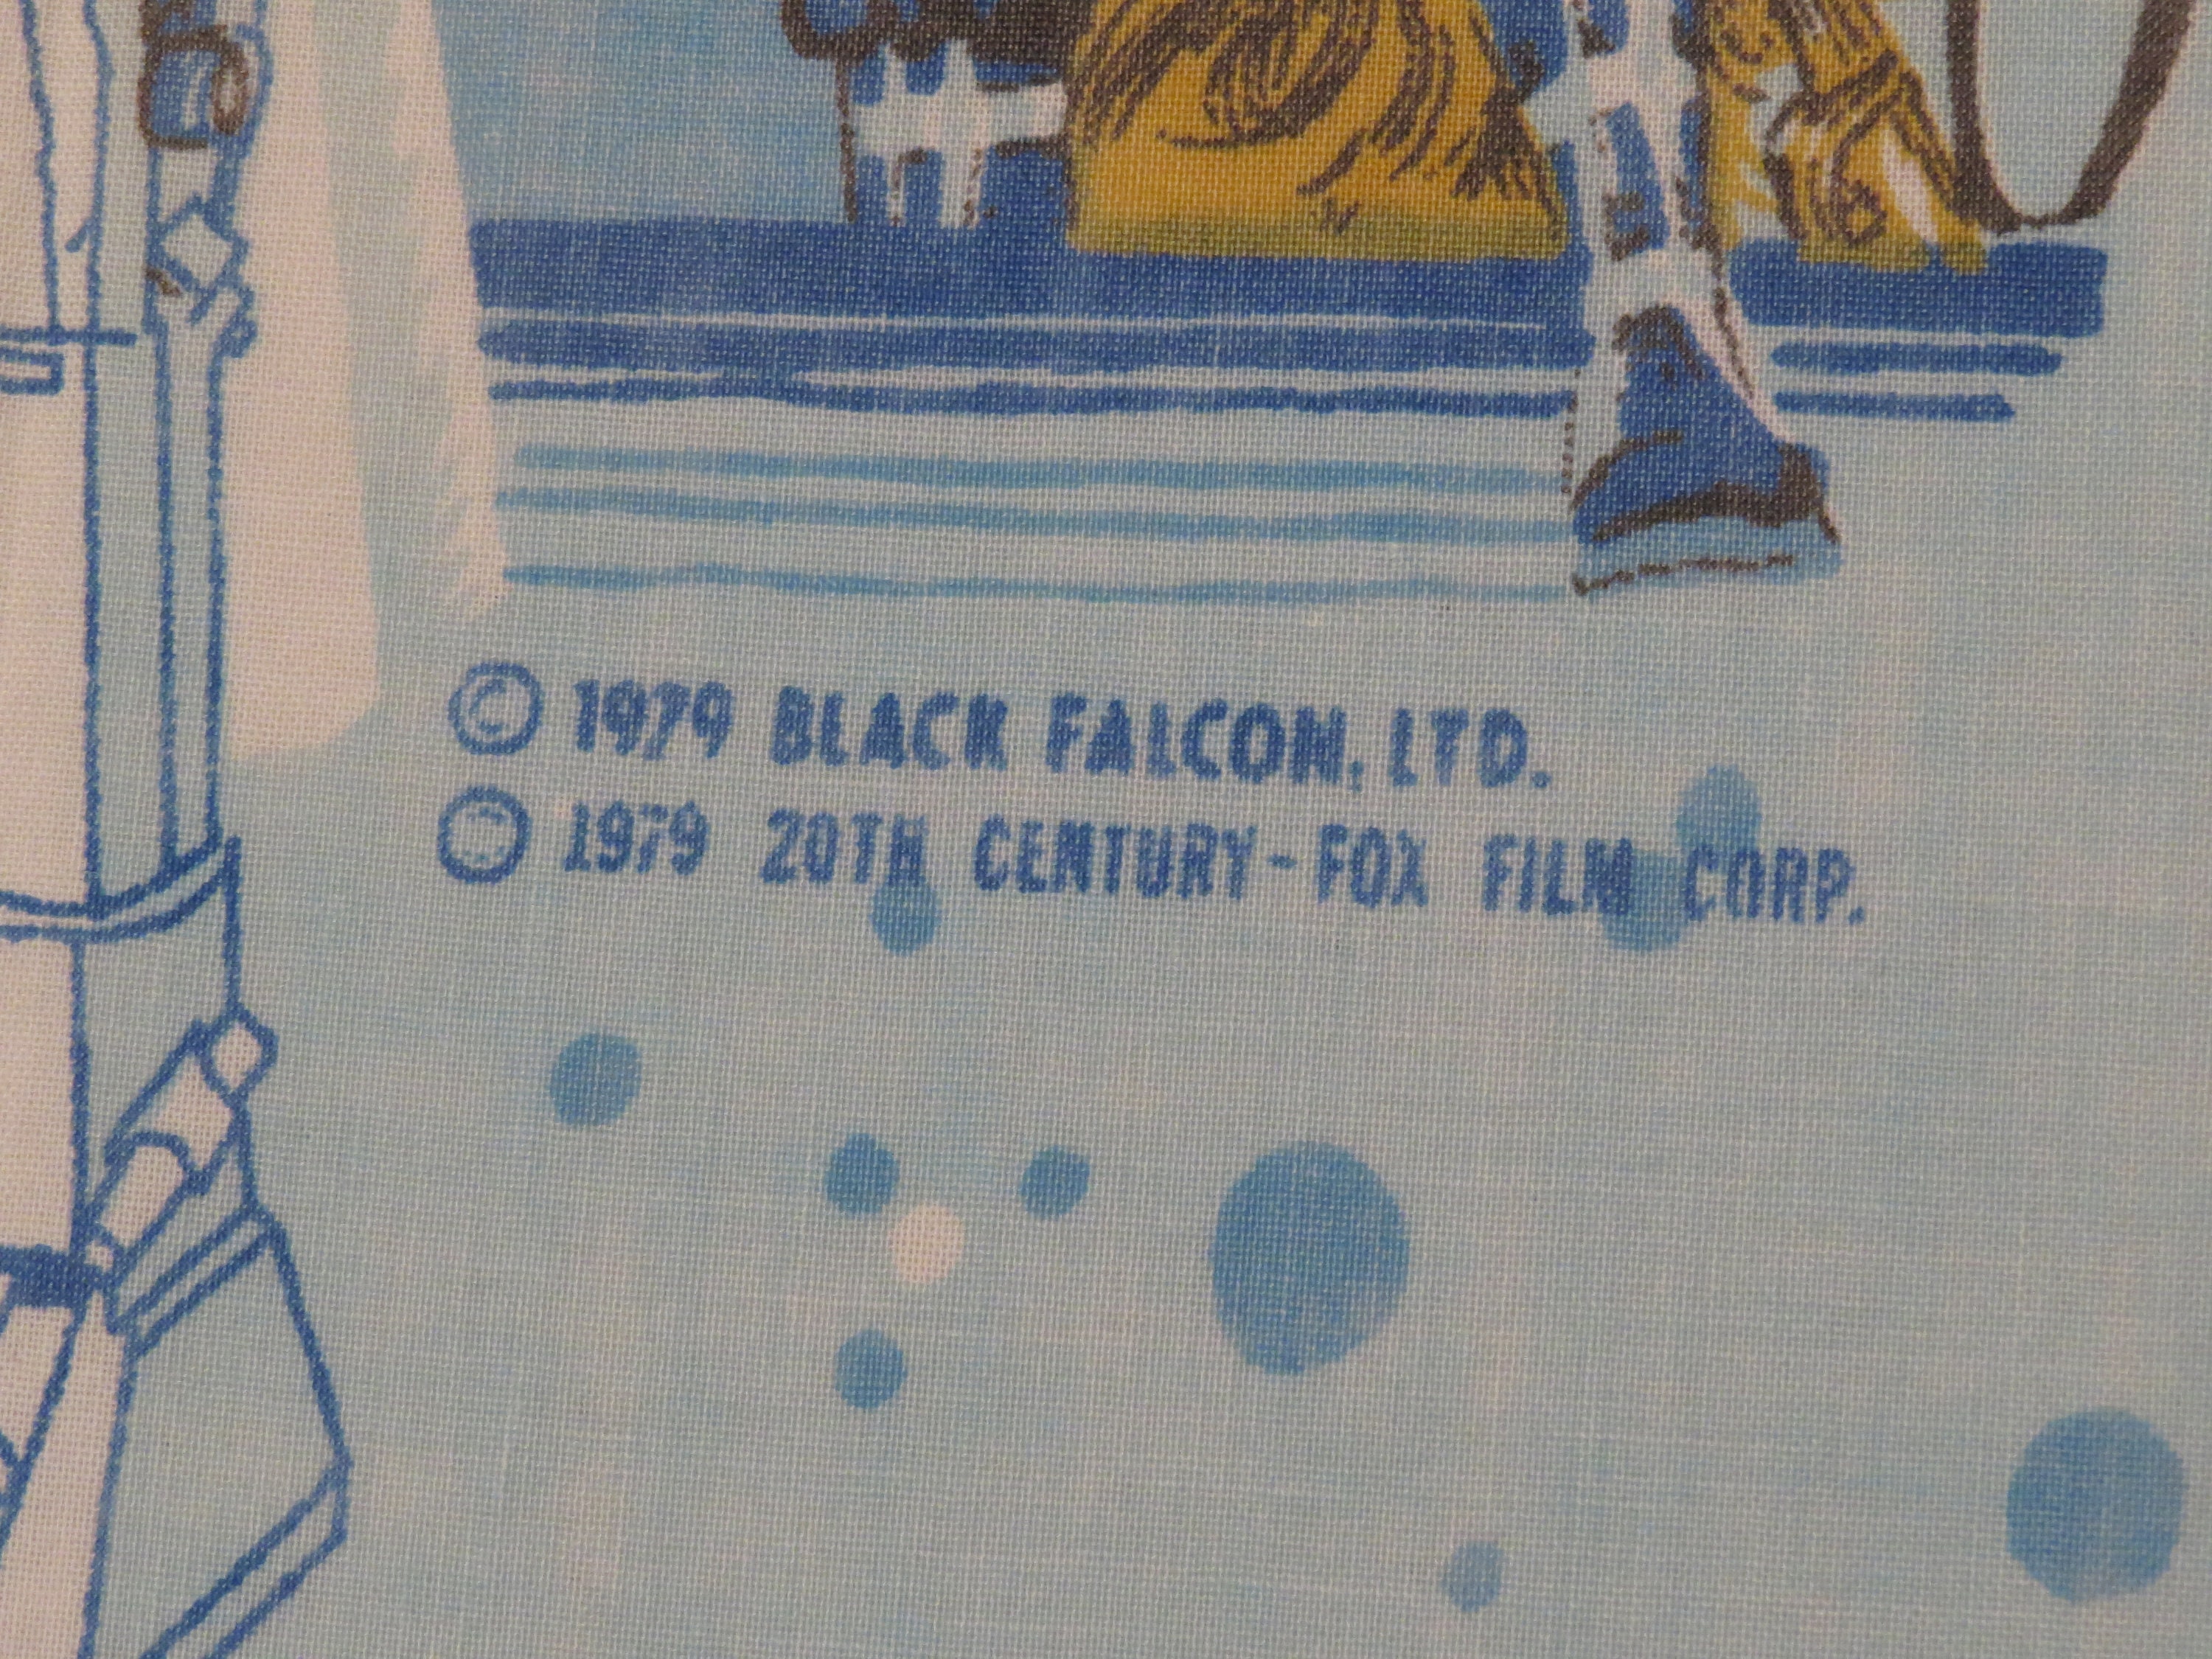 © 1979 BLACK FALCON, LTD.
© 1979 20TH CENTURY-FOX FILM CORP.